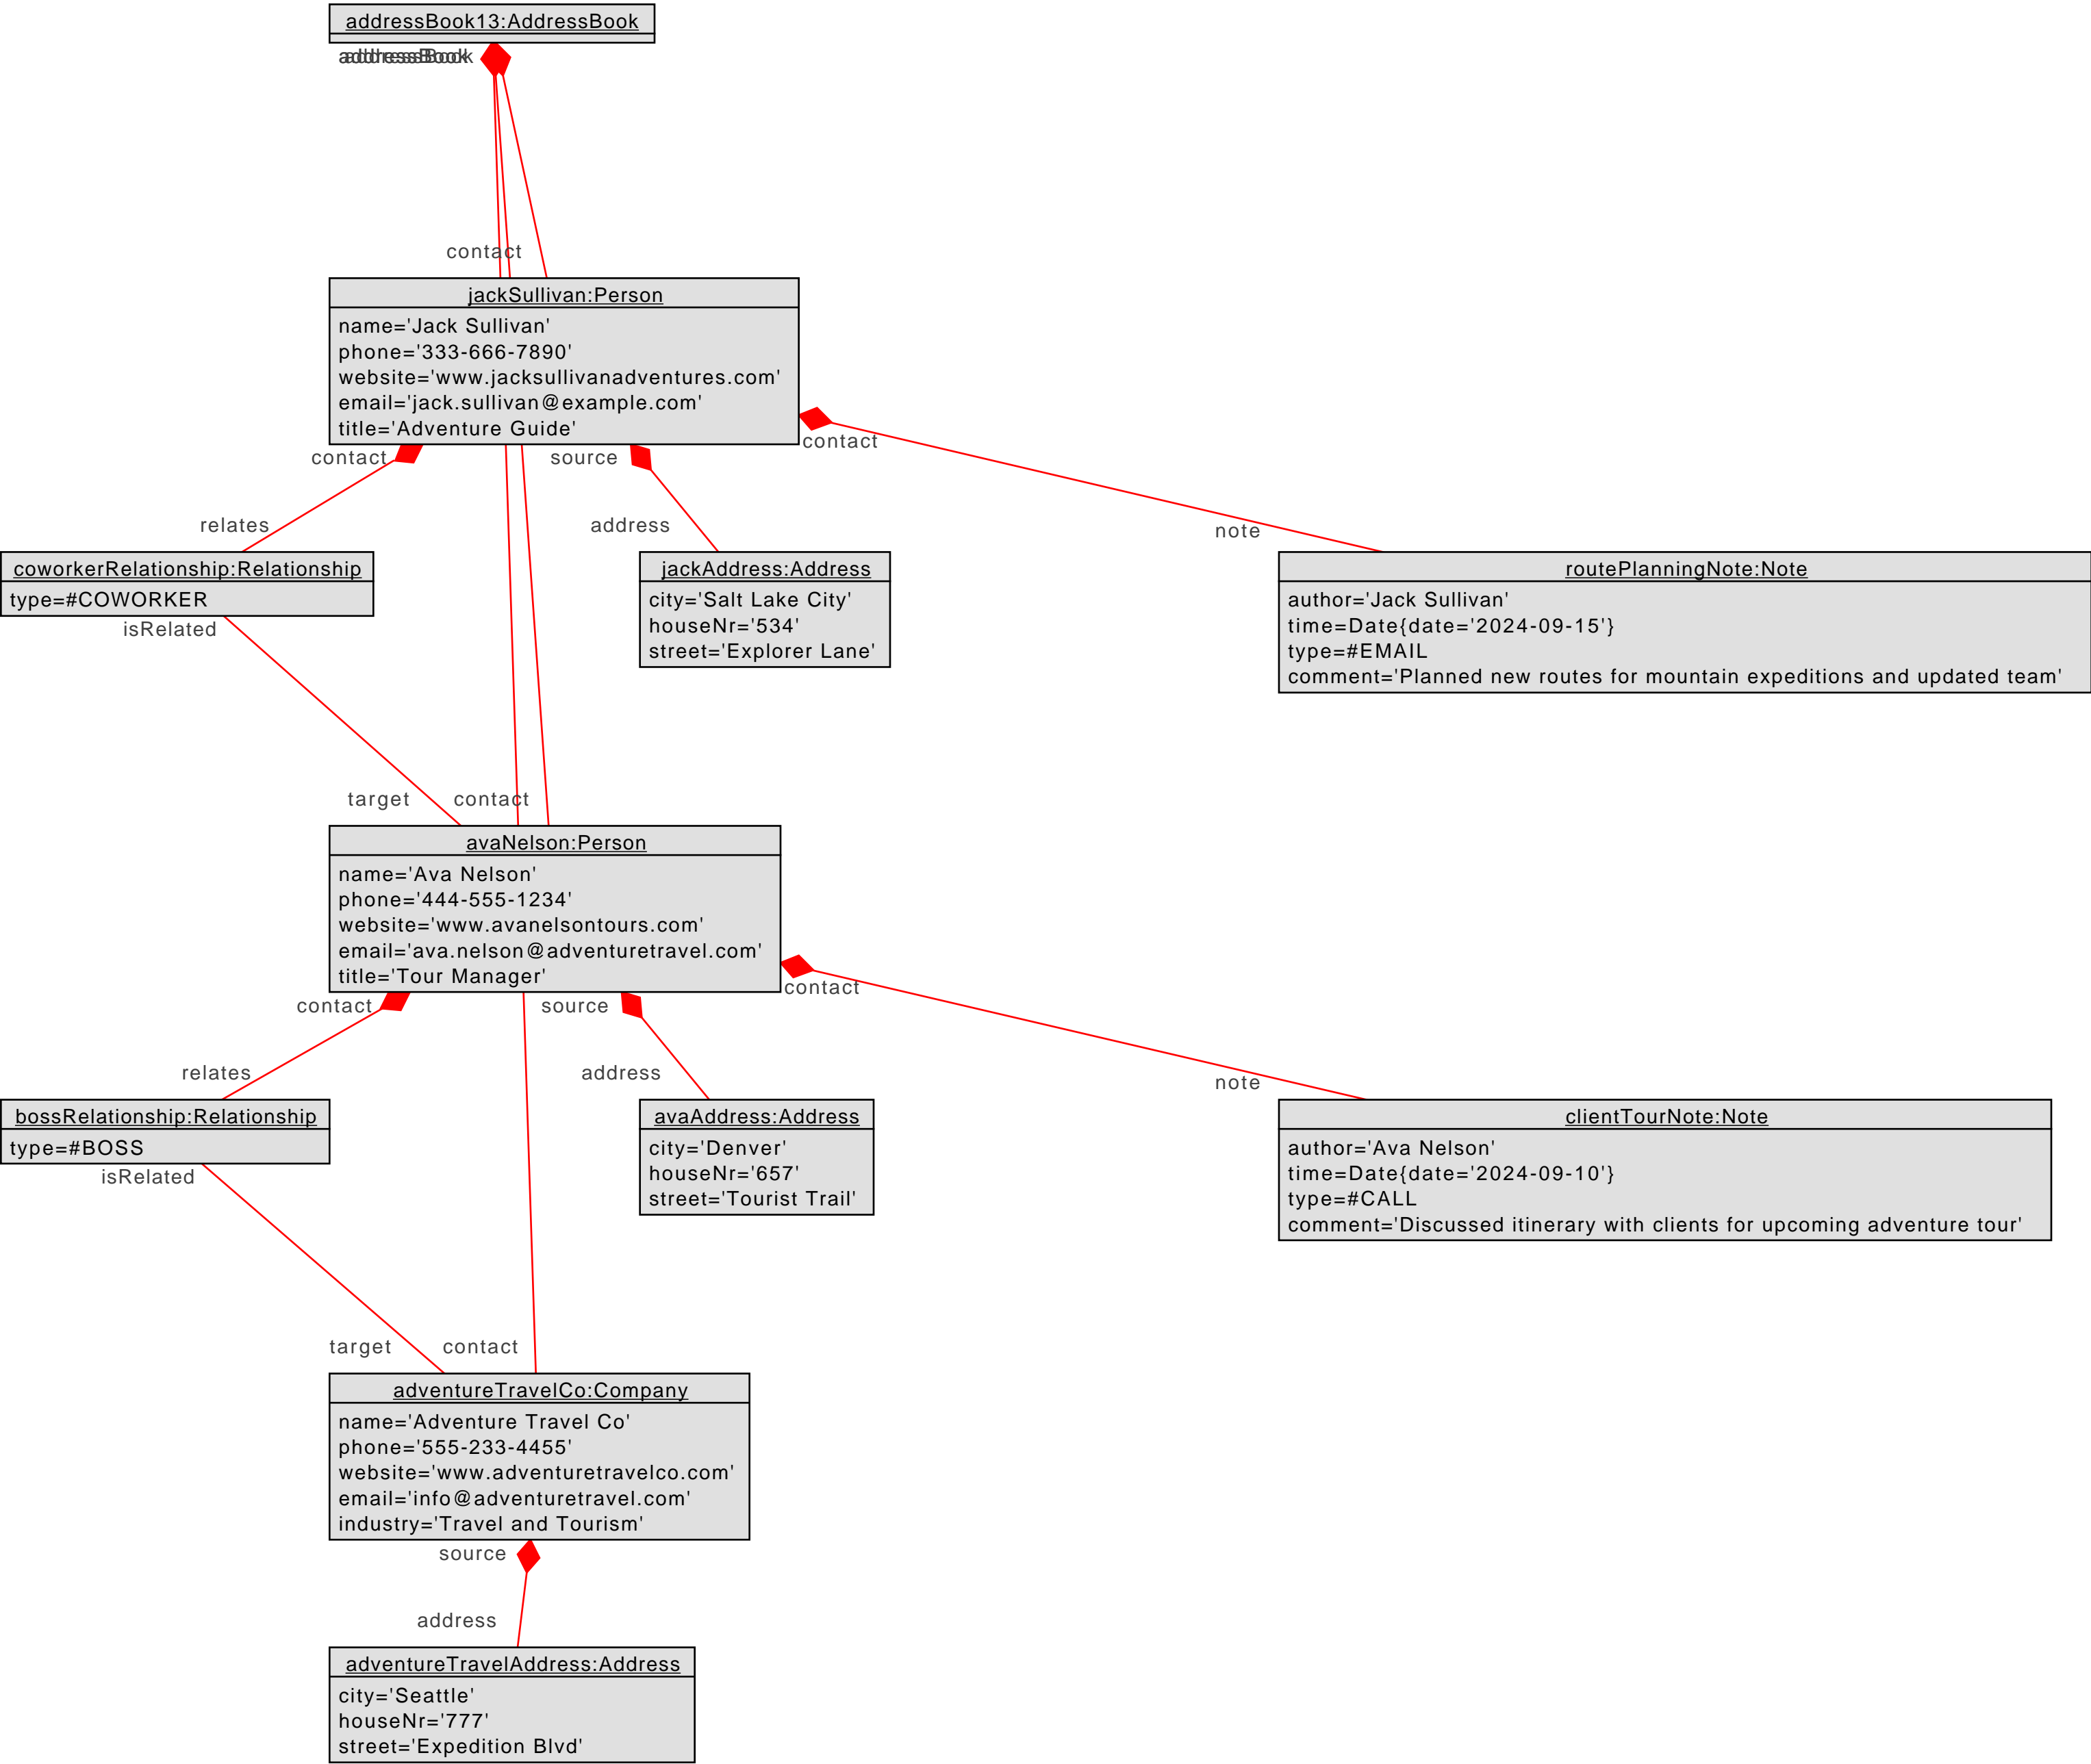 addressBook13:AddressBook
addressBook
contact
jackSullivan:Person
name='Jack Sullivan'
phone='333-666-7890'
website='www.jacksullivanadventures.com'
email='jack.sullivan@example.com'
title='Adventure Guide'
contact
source
contact
relates
address
note
coworkerRelationship:Relationship
type=#COWORKER
isRelated
jackAddress:Address
city='Salt Lake City'
houseNr='534'
street='Explorer Lane'
routePlanningNote:Note
author='Jack Sullivan'
time=Date{date='2024-09-15'}
type=#EMAIL
comment='Planned new routes for mountain expeditions and updated team'
target
contact
avaNelson:Person
name='Ava Nelson'
phone='444-555-1234'
website='www.avanelsontours.com'
email='ava.nelson@adventuretravel.com'
title='Tour Manager'
contact
source
contact
relates
address
note
bossRelationship:Relationship
type=#BOSS
isRelated
avaAddress:Address
city='Denver'
houseNr='657'
street='Tourist Trail'
clientTourNote:Note
author='Ava Nelson'
time=Date{date='2024-09-10'}
type=#CALL
comment='Discussed itinerary with clients for upcoming adventure tour'
target
contact
adventureTravelCo:Company
name='Adventure Travel Co'
phone='555-233-4455'
website='www.adventuretravelco.com'
email='info@adventuretravel.com'
industry='Travel and Tourism'
source
address
adventureTravelAddress:Address
city='Seattle'
houseNr='777'
street='Expedition Blvd'